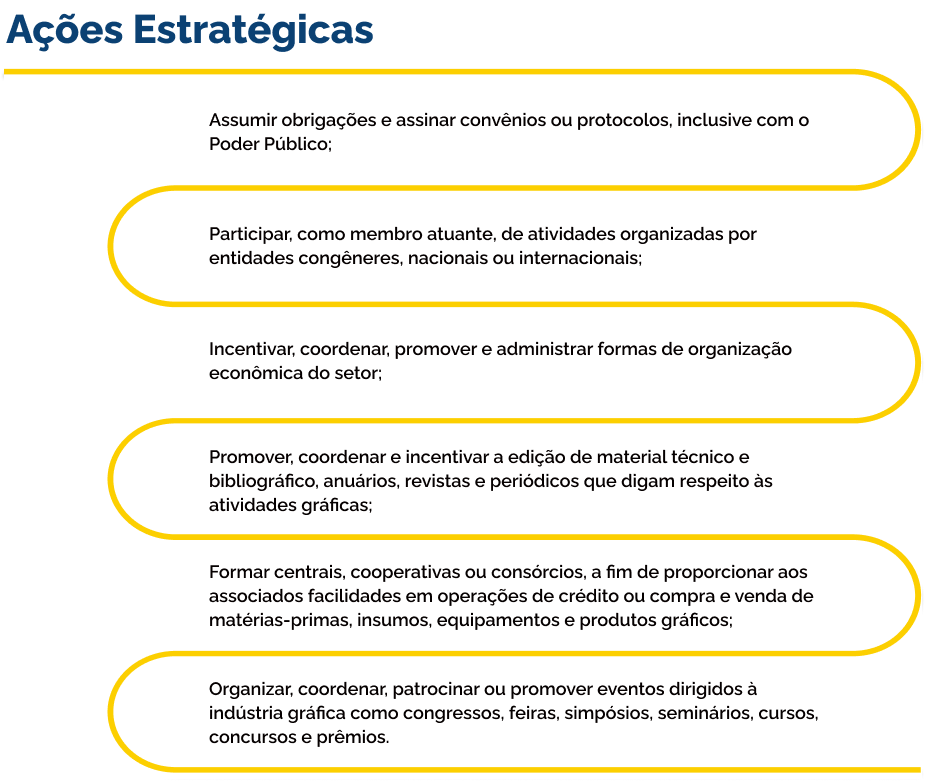 Ações Estratégicas
Assumir obrigações e assinar convênios ou protocolos, inclusive com o
Poder Público;
Participar, como membro atuante, de atividades organizadas por
entidades congêneres, nacionais ou internacionais;
Incentivar, coordenar, promover e administrar formas de organização
econômica do setor;
Promover, coordenar e incentivar a edição de material técnico e
bibliográfico, anuários, revistas e periódicos que digam respeito às
atividades gráficas;
Formar centrais, cooperativas ou consórcios, a fim de proporcionar aos
associados facilidades em operações de crédito ou compra e venda de
matérias-primas, insumos, equipamentos e produtos gráficos;
Organizar, coordenar, patrocinar ou promover eventos dirigidos à
indústria gráfica como congressos, feiras, simpósios, seminários, cursos,
concursos e prêmios.